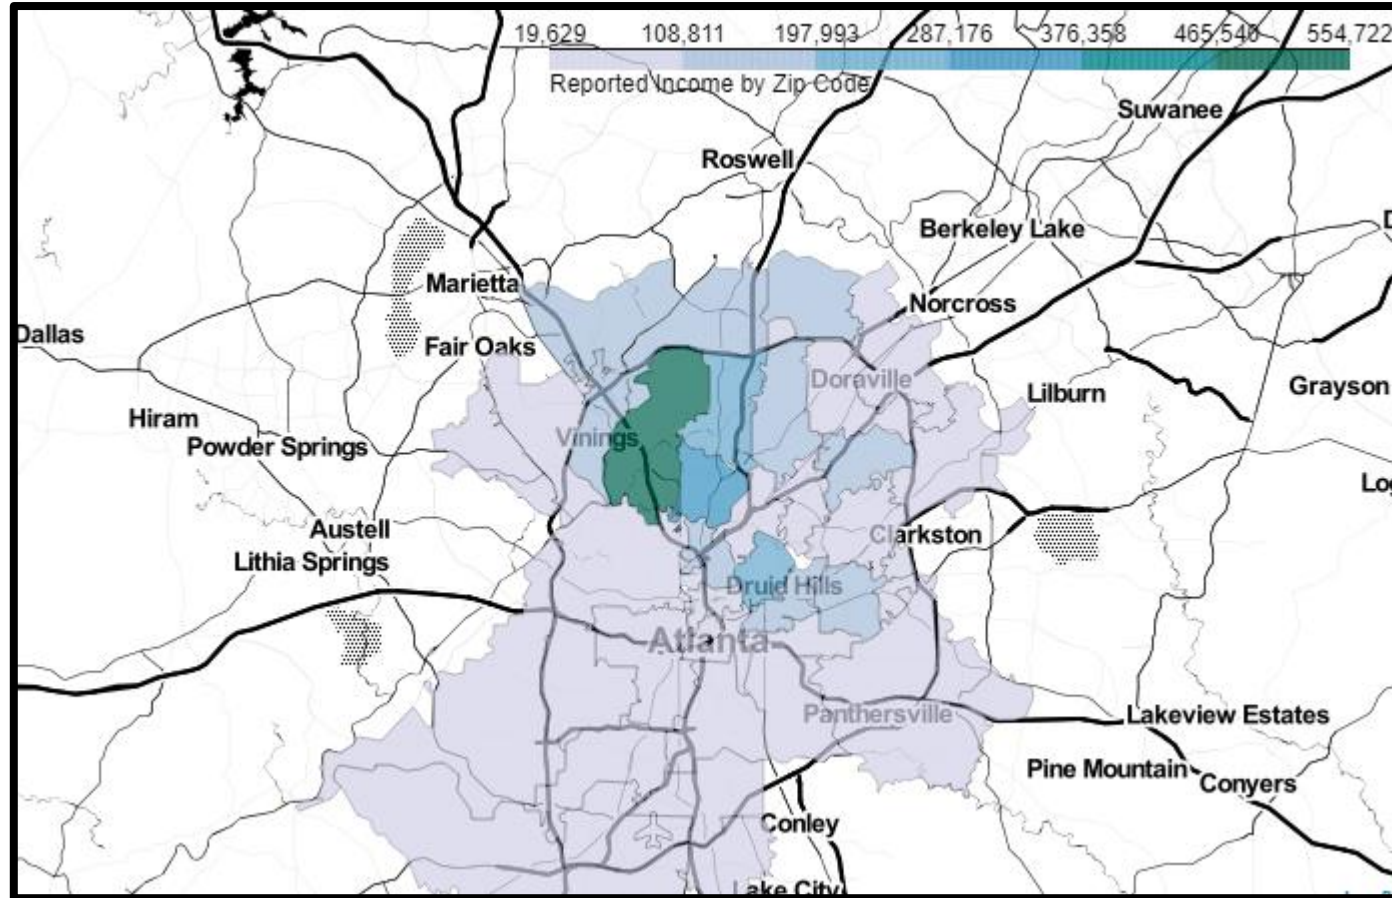 19,629 108,811 197,993 287,176 376,358 465,540 554,722
Reported Income by Zip Code
Suwanee
Roswell
Berkeley Lake
Marietta
Norcross
Dallas
Fair Oaks
Doraville
Lilburn
Grayson
Hiram
Vinings
Powder Springs
Austell
Clarkston
Lithia Springs
Druid Hills
Atlanta
Panthersville
Lakeview Estates
Pine Mountain
Conyers
Conley
Lake City